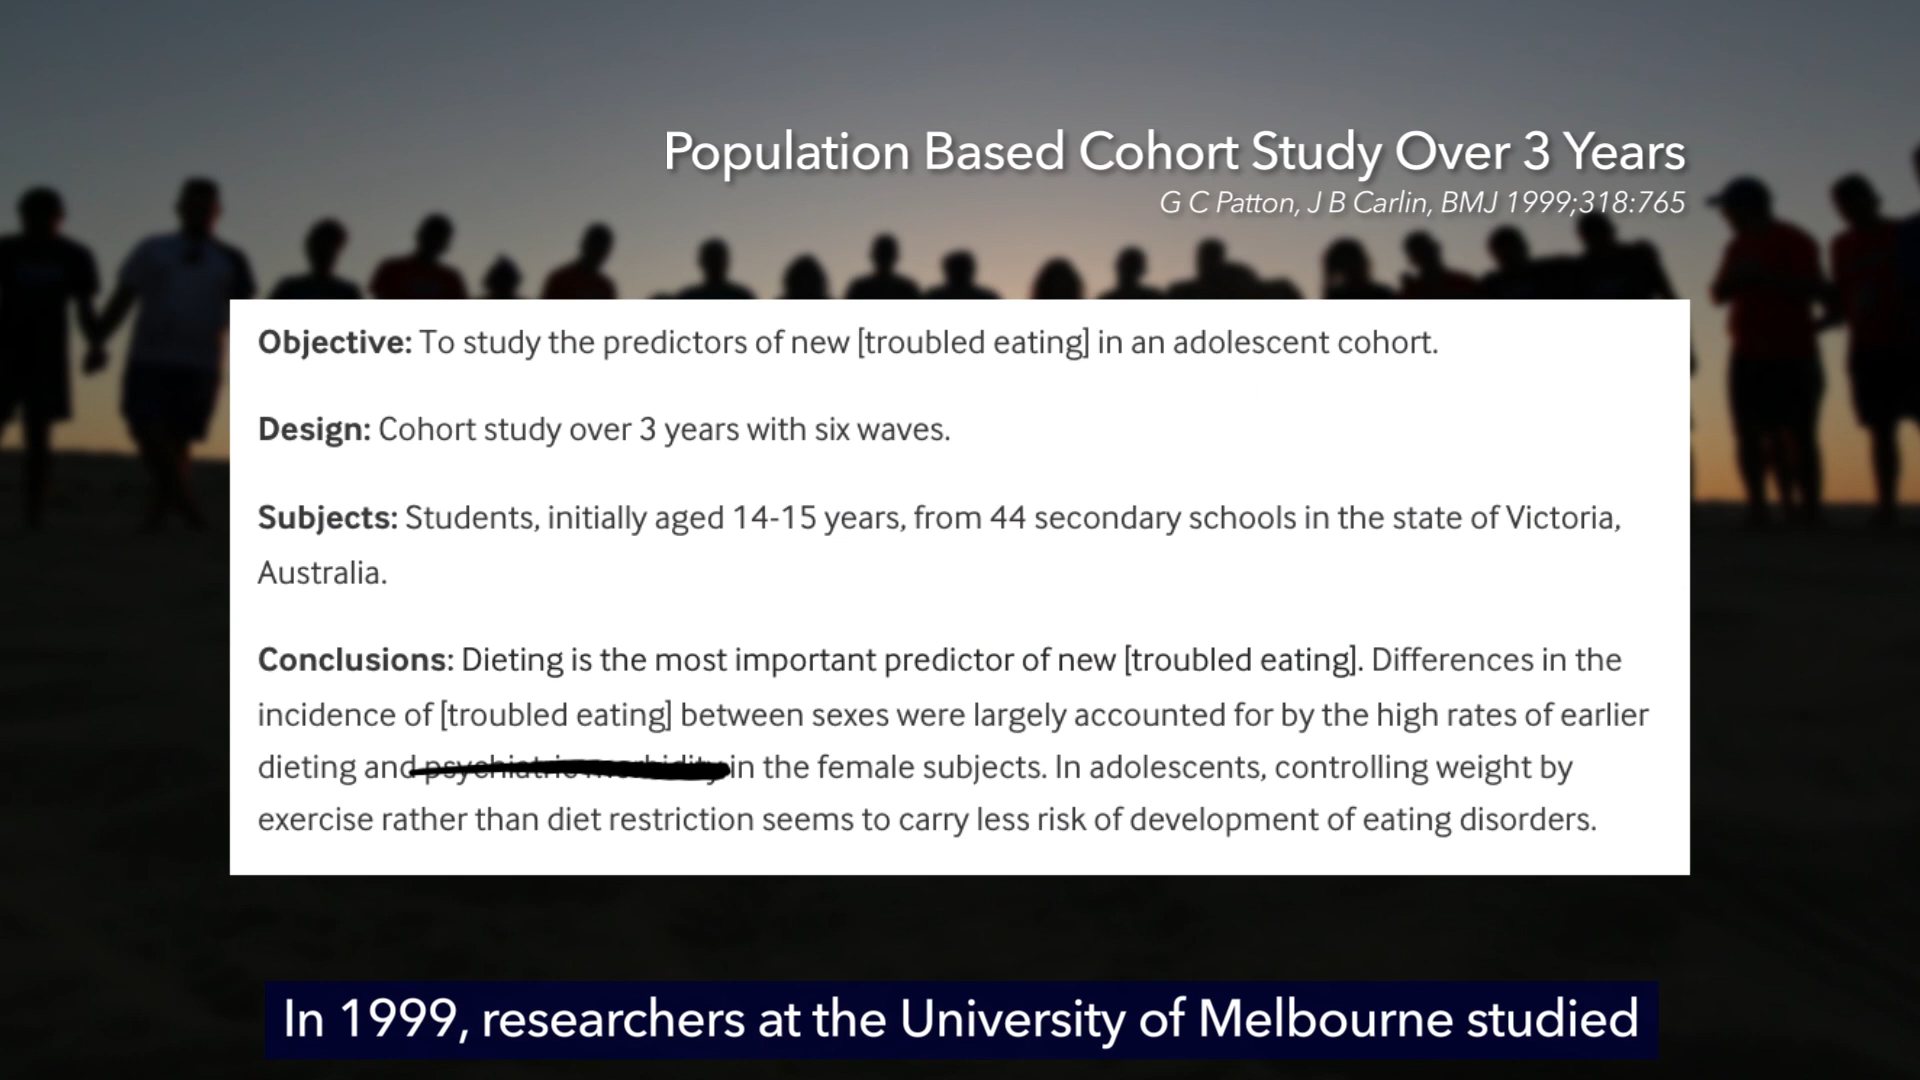 Population Based Cohort Study Over 3 Years
G C Patton, J B Carlin, BMJ 1999;318:765
Objective: To study the predictors of new [troubled eating] in an adolescent cohort.
Design: Cohort study over 3 years with six waves.
Subjects: Students, initially aged 14-15 years, from 44 secondary schools in the state of Victoria,
Australia.
Conclusions: Dieting is the most important predictor of new [troubled eating]. Differences in the
incidence of [troubled eating] between sexes were largely accounted for by the high rates of earlier
dieting and psychiatric morbidity in the female subjects. In adolescents, controlling weight by
exercise rather than diet restriction seems to carry less risk of development of eating disorders.
In 1999, researchers at the University of Melbourne studied